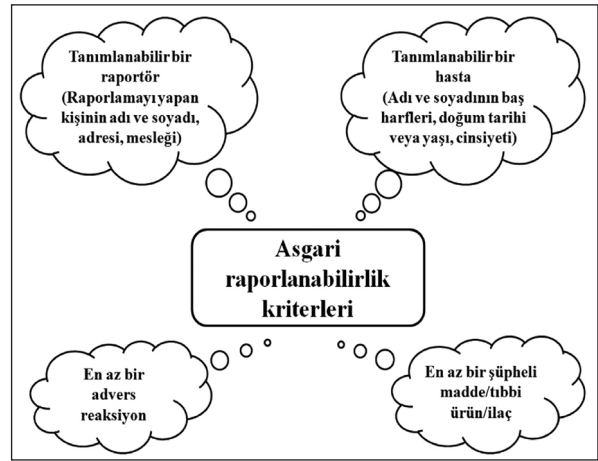 Tanımlanabilir bir
raportör
(Raporlamayı yapan
kişinin adı ve soyadı,
adresi, mesleği)
Tanımlanabilir bir
hasta
(Adı ve soyadının baş
harfleri, doğum tarihi
veya yaşı, cinsiyeti)
Asgari
raporlanabilirlik
kriterleri
En az bir
advers
reaksiyon
En az bir şüpheli
madde/tıbbi
ürün/ilaç